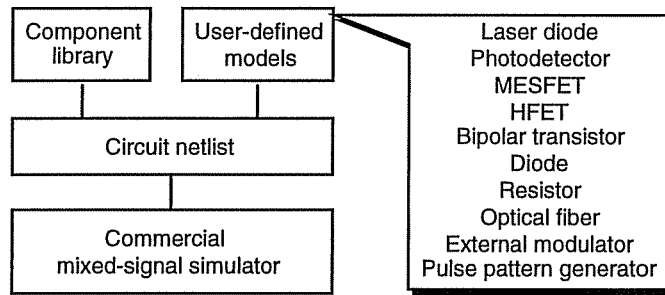 Component
library
User-defined
models
Circuit netlist
Commercial
mixed-signal simulator
Laser diode
Photodetector
MESFET
HFET
Bipolar transistor
Diode
Resistor
Optical fiber
External modulator
Pulse pattern generator